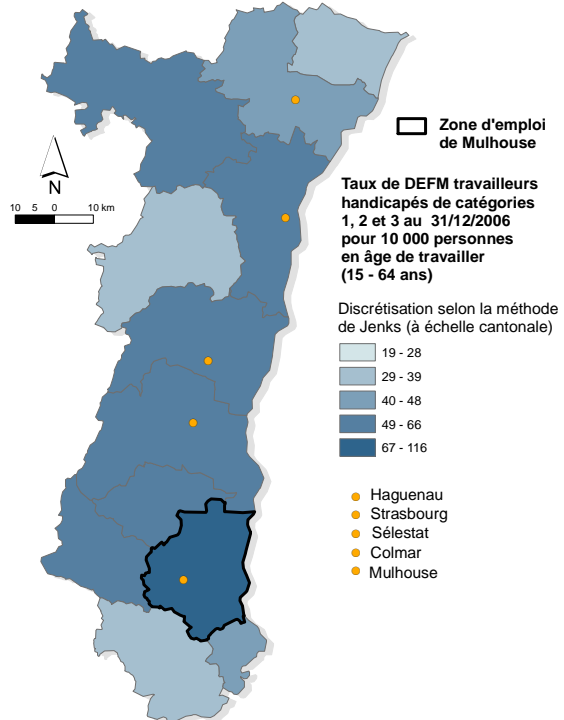 Zone d'emploi
de Mulhouse
N
10 5 0 10 km
Taux de DEFM travailleurs
handicapés de catégories
1, 2 et 3 au 31/12/2006
pour 10 000 personnes
en âge de travailler
(15 - 64 ans)
Discrétisation selon la méthode
de Jenks (à échelle cantonale)
19 - 28
29 - 39
40 - 48
49 - 66
67 - 116
Haguenau
Strasbourg
Sélestat
Colmar
Mulhouse